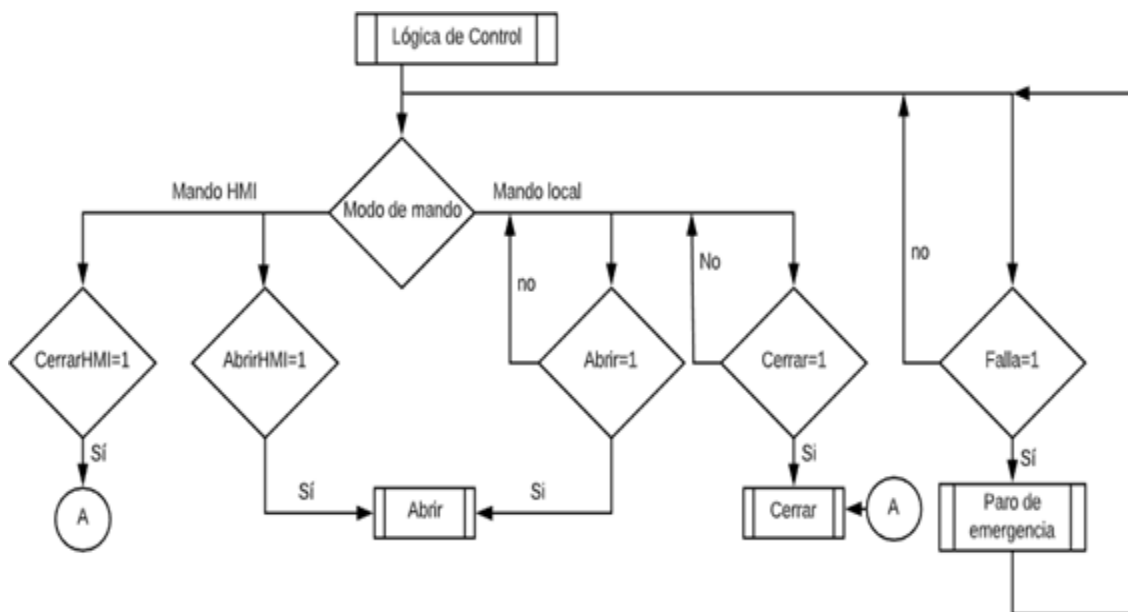 Lógica de Control
Mando HMI
Mando local
Modo de mando
no
No
no
CerrarHMI=1
AbrirHMI=1
Abrir=1
Cerrar=1
Falla=1
Sí
Si
Sí
Sí
Si
A
Abrir
Cerrar
A
Paro de
emergencia